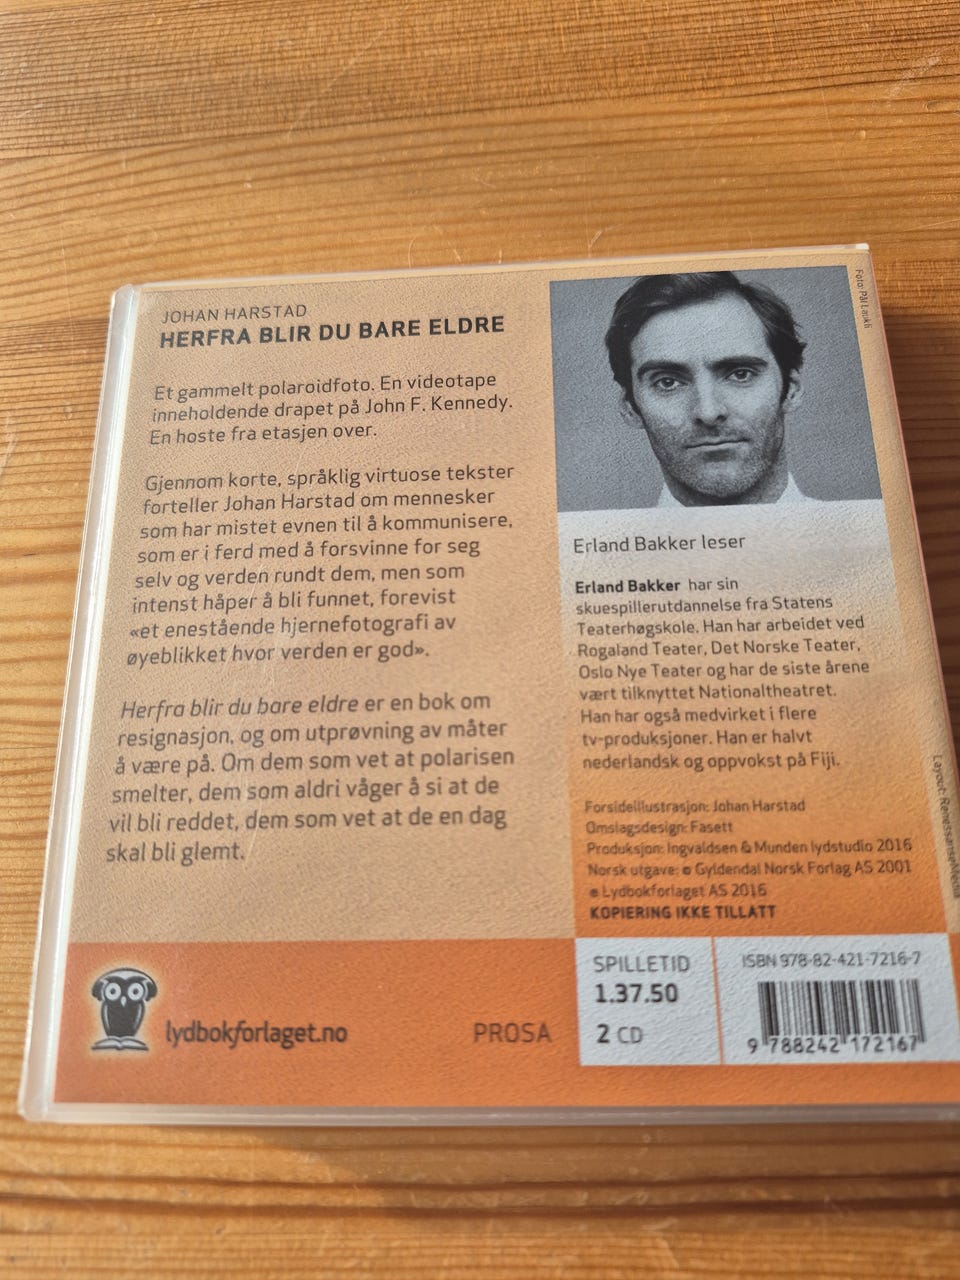 JOHAN HARSTAD
HERFRA BLIR DU BARE ELDRE
Et gammelt polaroidfoto. En videotape
inneholdende drapet på John F. Kennedy.
En hoste fra etasjen over.
Gjennom korte, språklig virtuose tekster
forteller Johan Harstad om mennesker
som har mistet evnen til å kommunisere,
som er i ferd med å forsvinne for seg
selv og verden rundt dem, men som
intenst håper å bli funnet, forevist
«et enestående hjernefotografi av
øyeblikket hvor verden er god».
Herfra blir du bare eldre er en bok om
resignasjon, og om utprøvning av måter
å være på. Om dem som vet at polarisen
smelter, dem som aldri våger å si at de
vil bli reddet, dem som vet at de en dag
skal bli glemt.
Foto: Pål Laukli
Erland Bakker leser
Erland Bakker har sin
skuespillerutdannelse fra Statens
Teaterhøgskole. Han har arbeidet ved
Rogaland Teater, Det Norske Teater,
Oslo Nye Teater og har de siste årene
vært tilknyttet Nationaltheatret.
Han har også medvirket i flere
tv-produksjoner. Han er halvt
nederlandsk og oppvokst på Fiji.
Forsideillustrasjon: Johan Harstad
Omslagsdesign: Fasett
Produksjon: Ingvaldsen & Munden lydstudio 2016
Norsk utgave: © Gyldendal Norsk Forlag AS 2001
℗ Lydbokforlaget AS 2016
KOPIERING IKKE TILLATT
Layout: RenessanseMedia
lydbokforlaget.no
PROSA
SPILLETID
1.37.50
2 CD
ISBN 978-82-421-7216-7
9 788242 172167